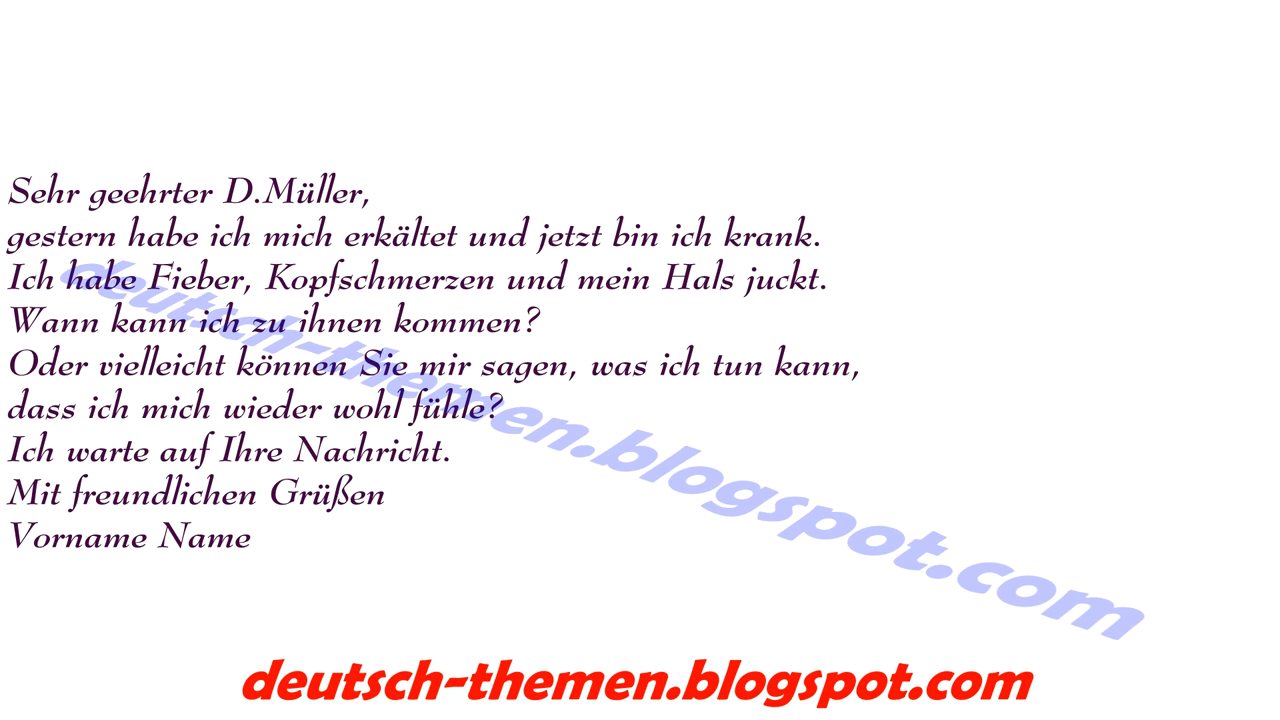 Sehr geehrter D.Müller,
gestern habe ich mich erkältet und jetzt bin ich krank.
Ich habe Fieber, Kopfschmerzen und mein Hals juckt.
Wann kann ich zu ihnen kommen?
Oder vielleicht können Sie mir sagen, was ich tun kann,
dass ich mich wieder wohl fühle?
Ich warte auf Ihre Nachricht.
Mit freundlichen Grüßen
Vorname Name
deutsch-themen.blogspot.com
deutsch-themen.blogspot.com